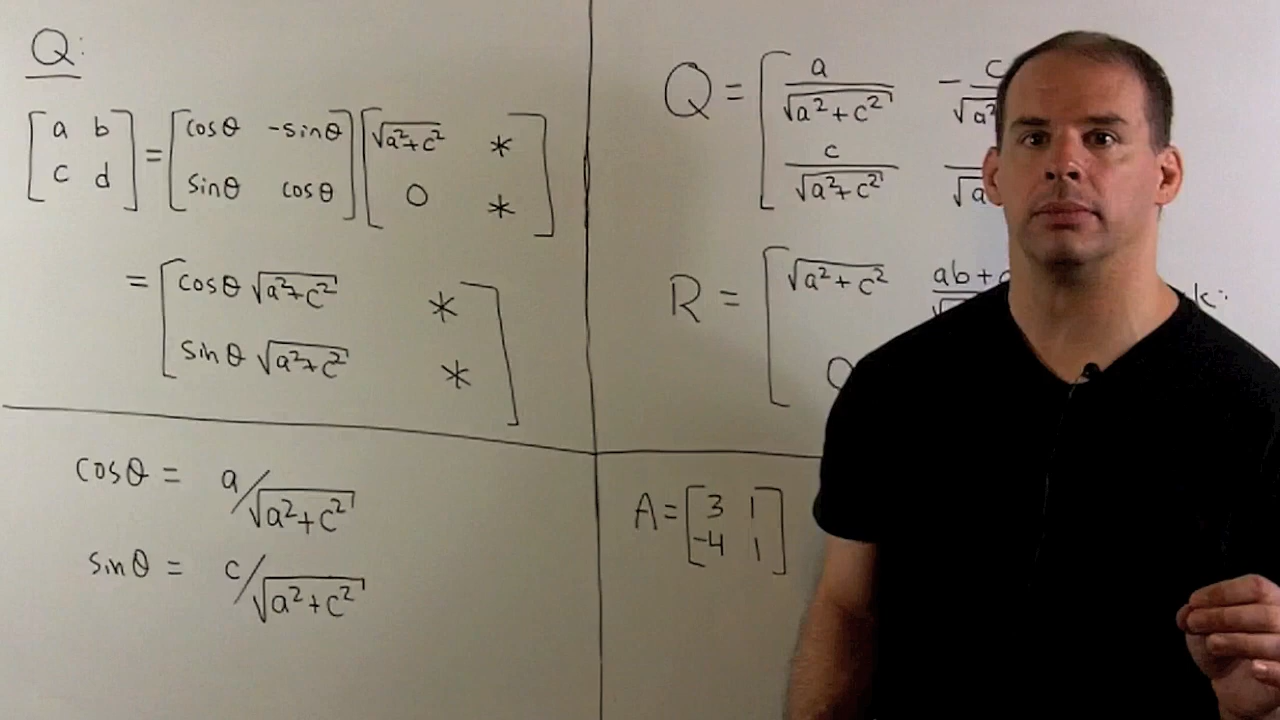 Q:
[a b; c d] = [cosθ -sinθ; sinθ cosθ] [√(a²+c²) *; 0 *]
= [cosθ √(a²+c²) *; sinθ √(a²+c²) *]
cosθ = a/√(a²+c²)
sinθ = c/√(a²+c²)
Q = [a/√(a²+c²) -c/√a²; c/√(a²+c²) /√a]
R = [√(a²+c²) ab+; 0]
k:
A = [3 1; -4 1]